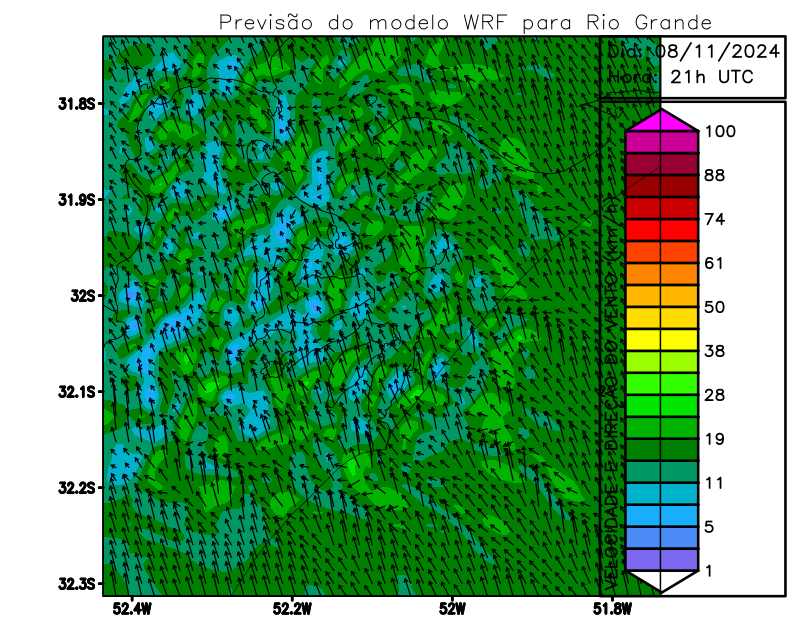 Previsão do modelo WRF para Rio Grande
Dia: 08/11/2024
Hora: 21h UTC
31.8S
31.9S
32S
32.1S
32.2S
32.3S
52.4W
52.2W
52W
51.8W
VELOCIDADE E DIREÇÃO DO VENTO (km/h)
100
88
74
61
50
38
28
19
11
5
1